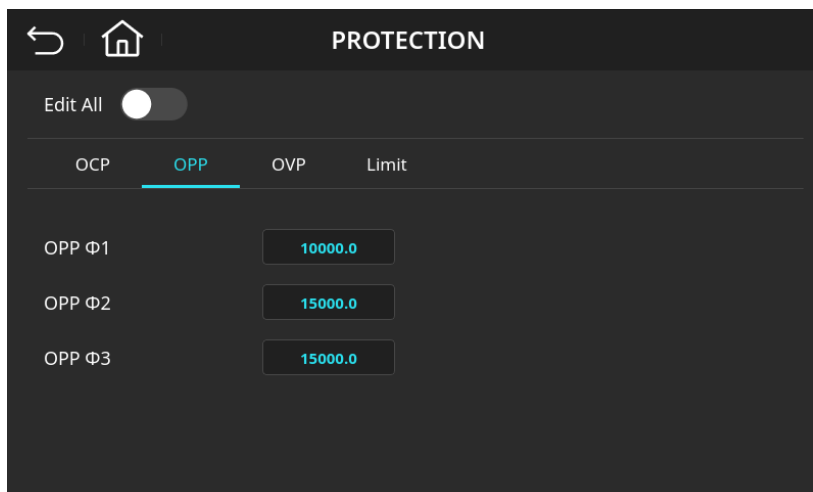 PROTECTION
Edit All
OCP OPP OVP Limit
OPP Φ1 10000.0
OPP Φ2 15000.0
OPP Φ3 15000.0